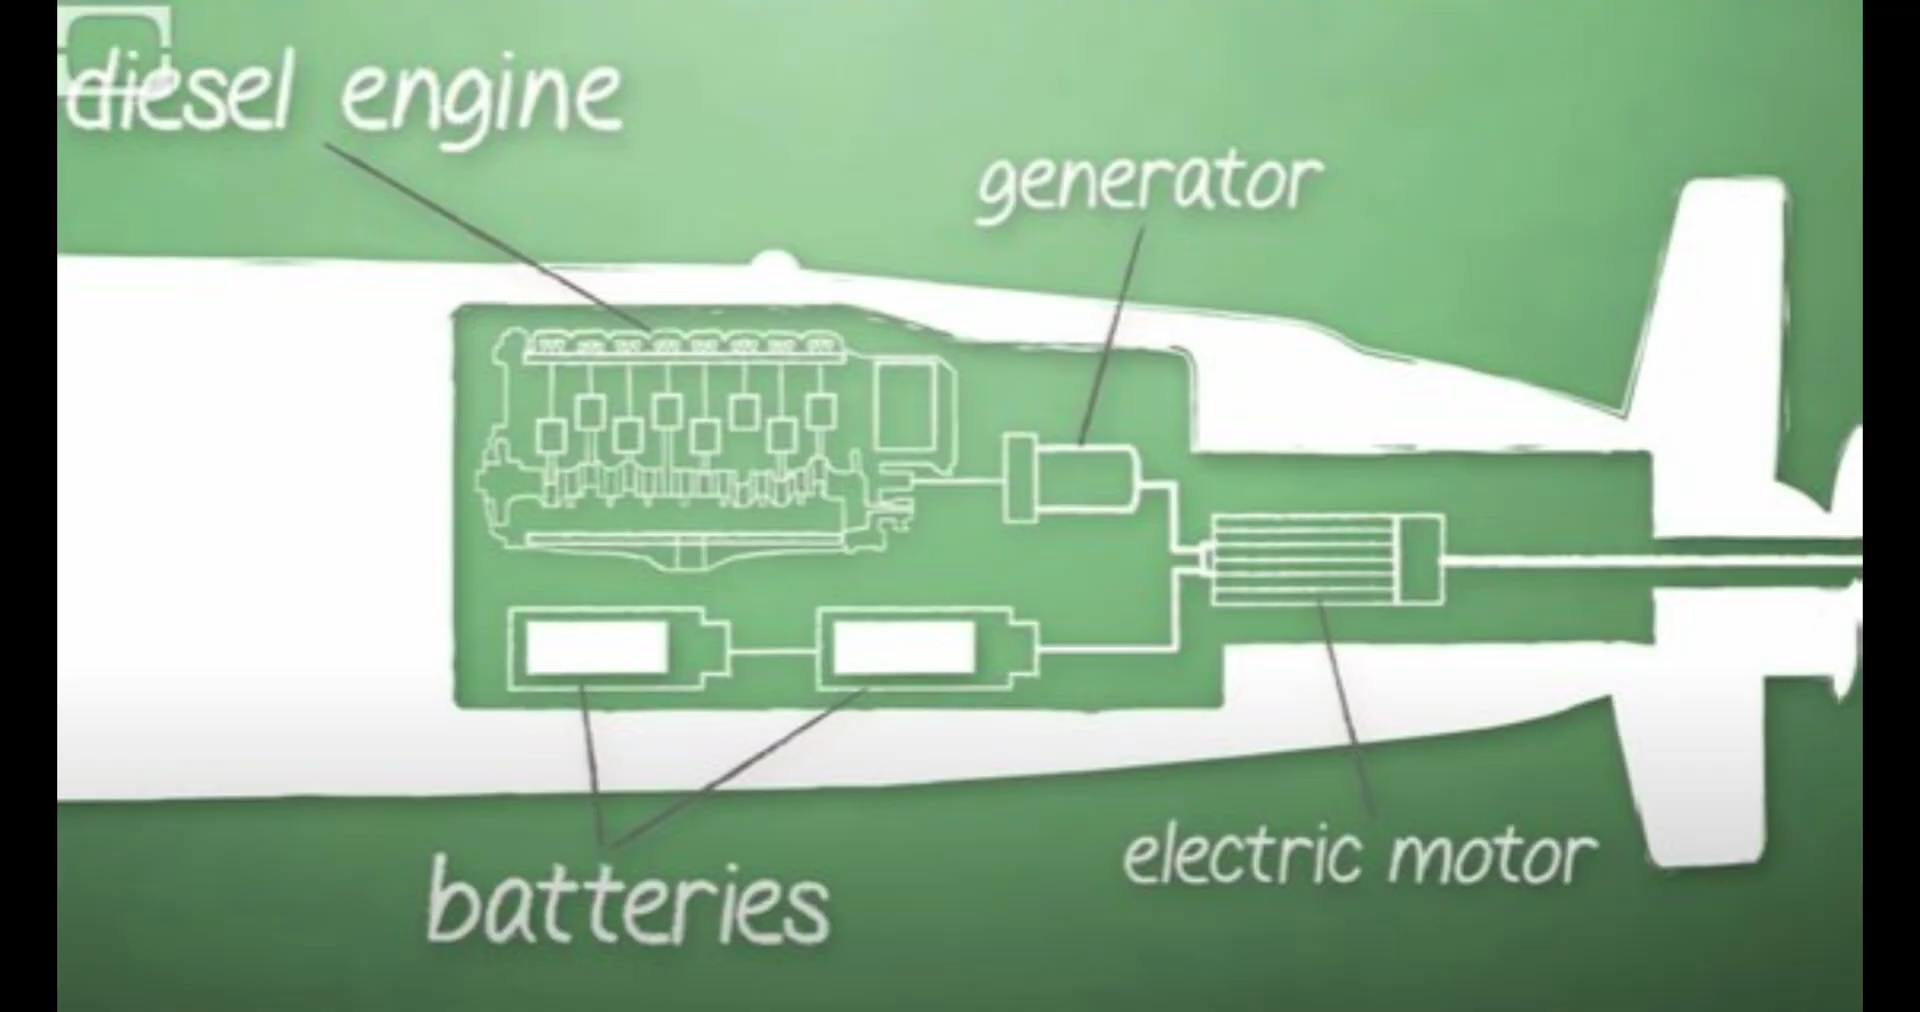 diesel engine
generator
electric motor
batteries